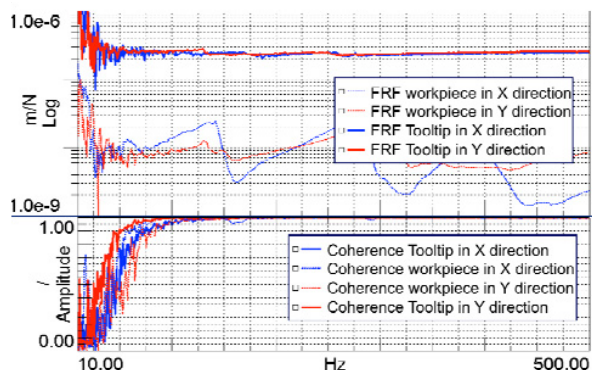 1.0e-6
m/N
Log
FRF workpiece in X direction
FRF workpiece in Y direction
FRF Tooltip in X direction
FRF Tooltip in Y direction
1.0e-9
1.00
/
Amplitude
Coherence Tooltip in X direction
Coherence workpiece in X direction
Coherence workpiece in Y direction
Coherence Tooltip in Y direction
0.00
10.00 Hz 500.00